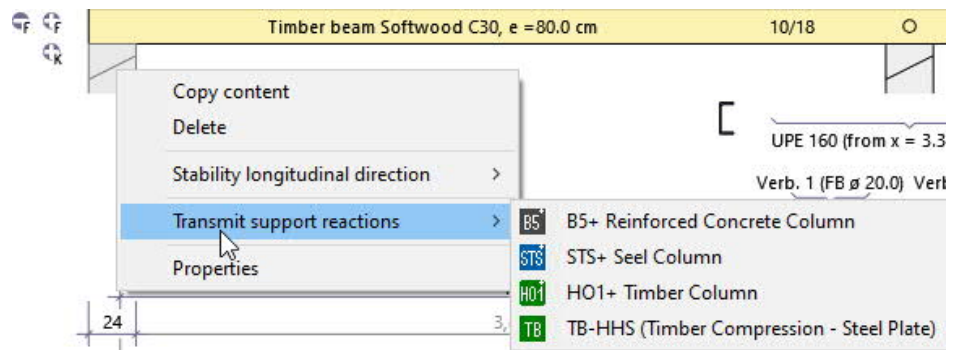 F F
Timber beam Softwood C30, e =80.0 cm 10/18
K
Copy content
Delete
UPE 160 (from x = 3.3
Stability longitudinal direction >
Verb. 1 (FB ø 20.0) Verb
Transmit support reactions >
B5+ B5+ Reinforced Concrete Column
STS+ STS+ Seel Column
Properties
HO1+ HO1+ Timber Column
24 3,
TB TB-HHS (Timber Compression - Steel Plate)